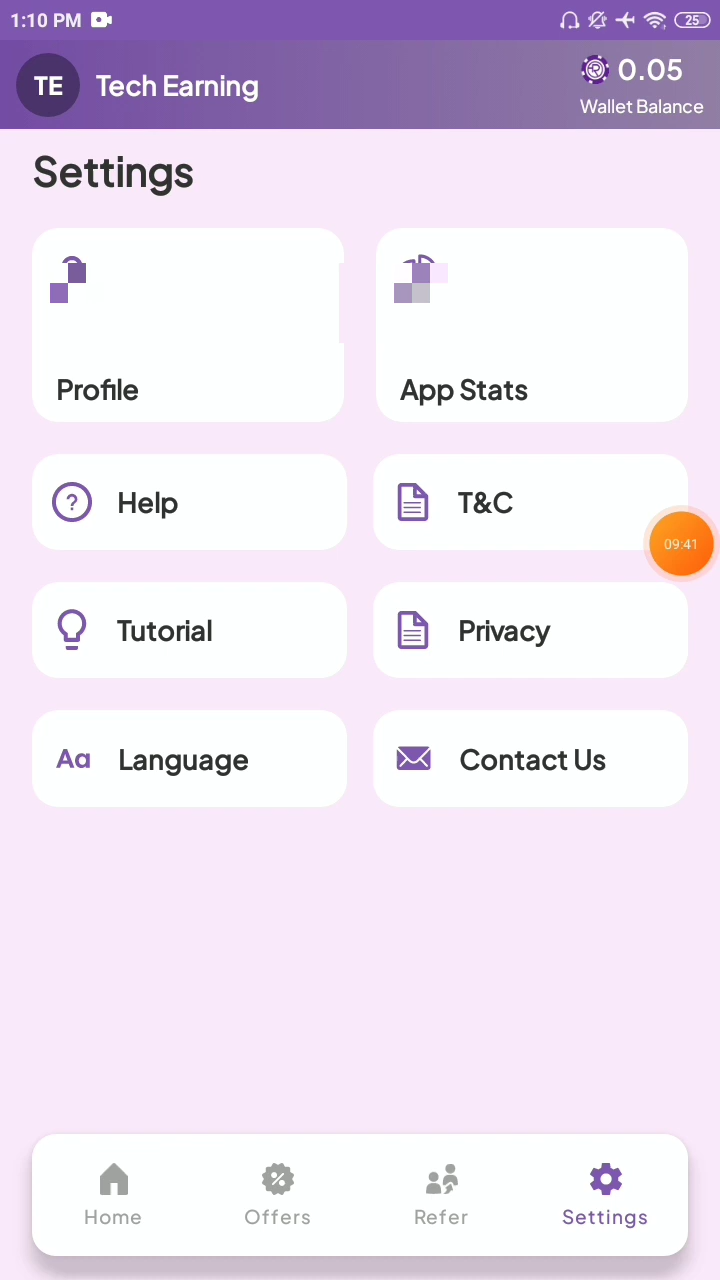 1:10 PM 25
TE Tech Earning 0.05
Wallet Balance
Settings
Profile App Stats
Help T&C
09:41
Tutorial Privacy
Aa Language Contact Us
Home Offers Refer Settings